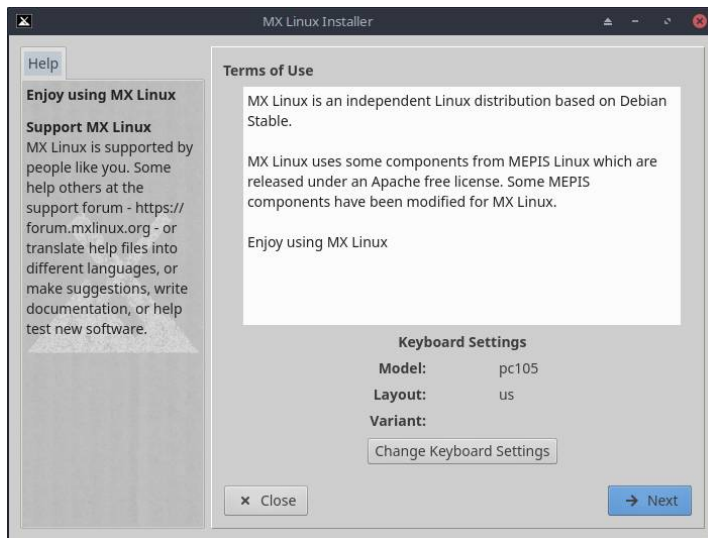 MX Linux Installer
Help
Enjoy using MX Linux
Support MX Linux
MX Linux is supported by
people like you. Some
help others at the
support forum - https://
forum.mxlinux.org - or
translate help files into
different languages, or
make suggestions, write
documentation, or help
test new software.
Terms of Use
MX Linux is an independent Linux distribution based on Debian
Stable.
MX Linux uses some components from MEPIS Linux which are
released under an Apache free license. Some MEPIS
components have been modified for MX Linux.
Enjoy using MX Linux
Keyboard Settings
Model: pc105
Layout: us
Variant:
Change Keyboard Settings
Close
Next